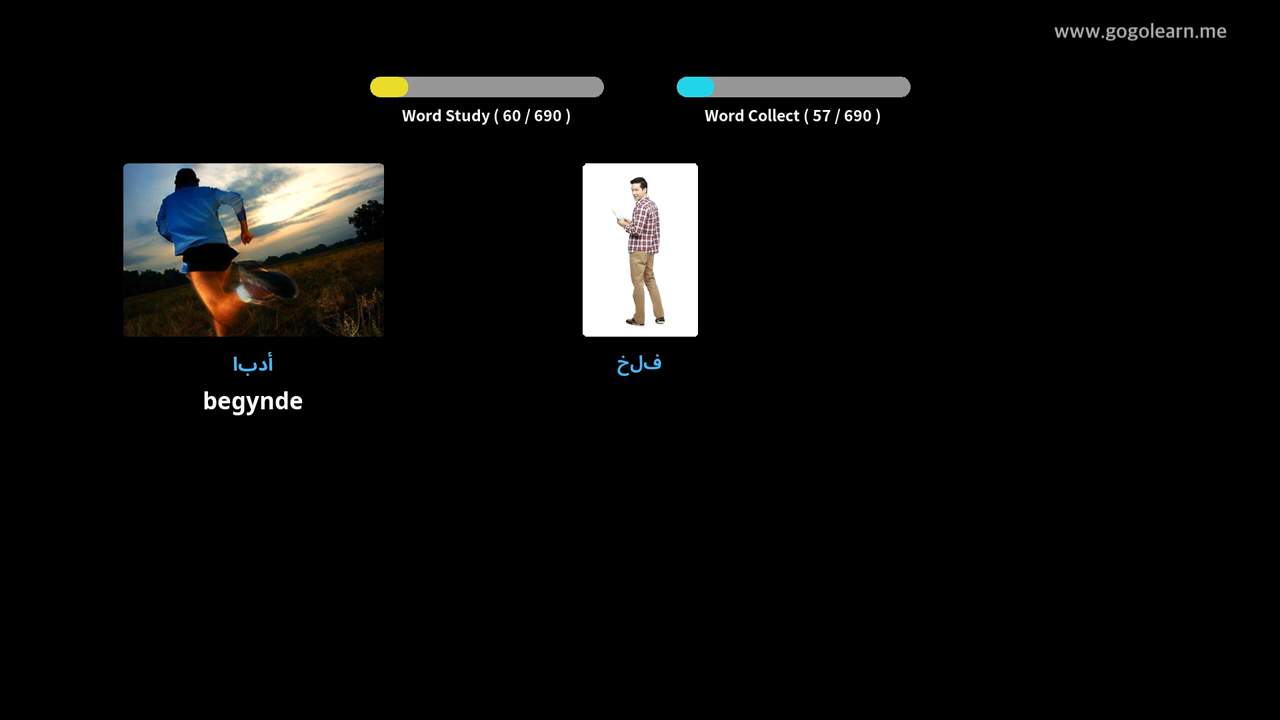 www.gogolearn.me
Word Study ( 60 / 690 )
Word Collect ( 57 / 690 )
أدبا
فلخ
begynde